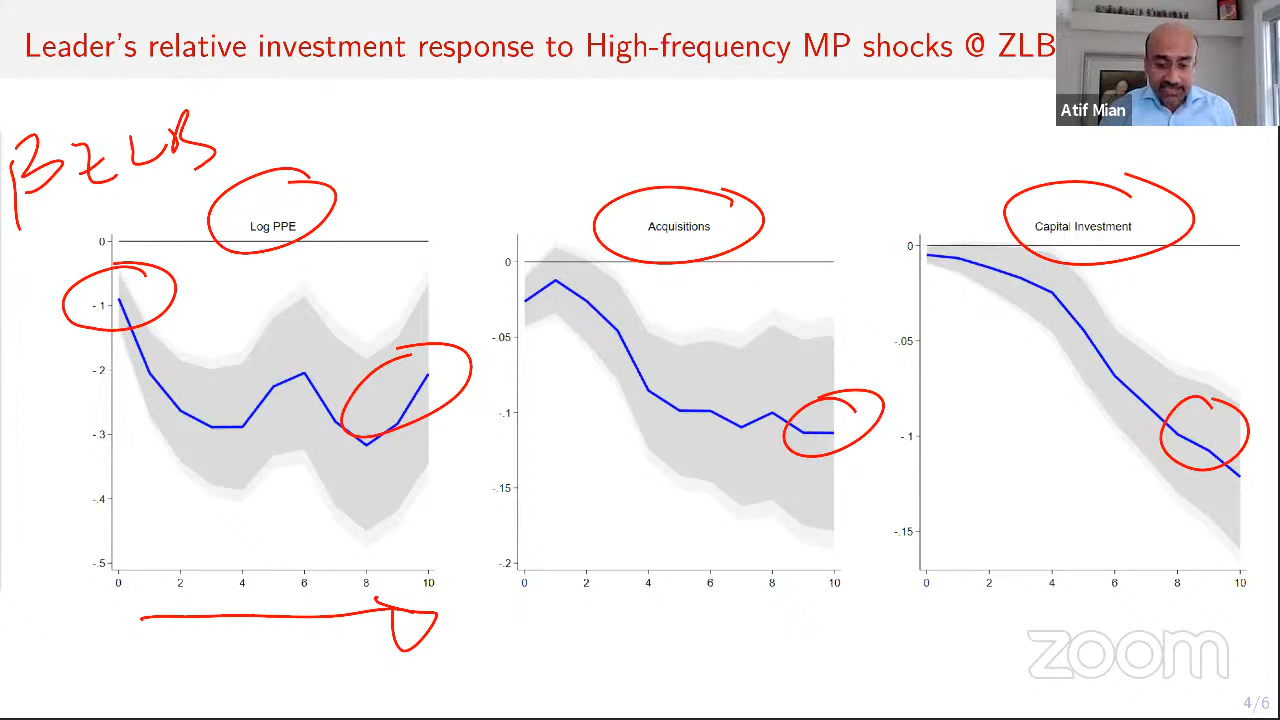 Leader's relative investment response to High-frequency MP shocks @ ZLB
Atif Mian
β ZLB
Log PPE
Acquisitions
Capital Investment
0
-.1
-.2
-.3
-.4
-.5
0 2 4 6 8 10
0
-.05
-.1
-.15
-.2
0 2 4 6 8 10
0
-.05
-.1
-.15
0 2 4 6 8 10
zoom
4/6